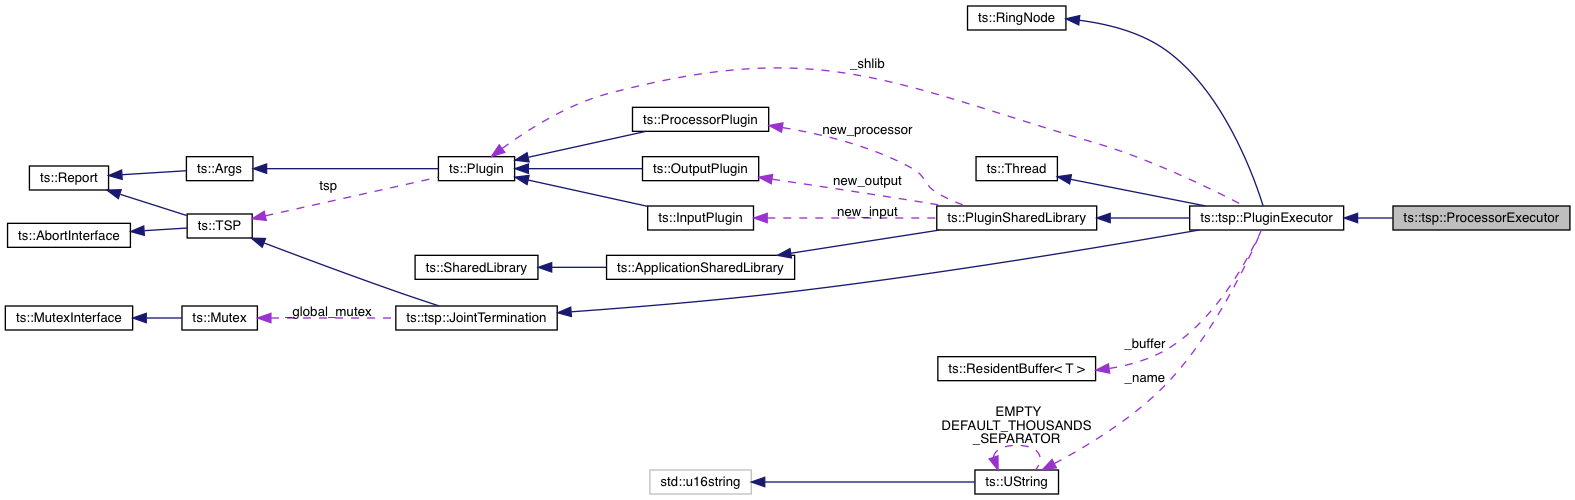 ts::RingNode
_shlib
ts::ProcessorPlugin
new_processor
ts::Report
ts::Args
ts::Plugin
ts::OutputPlugin
ts::Thread
tsp
new_output
ts::AbortInterface
ts::TSP
ts::InputPlugin
new_input
ts::PluginSharedLibrary
ts::tsp::PluginExecutor
ts::tsp::ProcessorExecutor
ts::SharedLibrary
ts::ApplicationSharedLibrary
ts::MutexInterface
ts::Mutex
_global_mutex
ts::tsp::JointTermination
_buffer
ts::ResidentBuffer< T >
_name
EMPTY
DEFAULT_THOUSANDS
_SEPARATOR
std::u16string
ts::UString